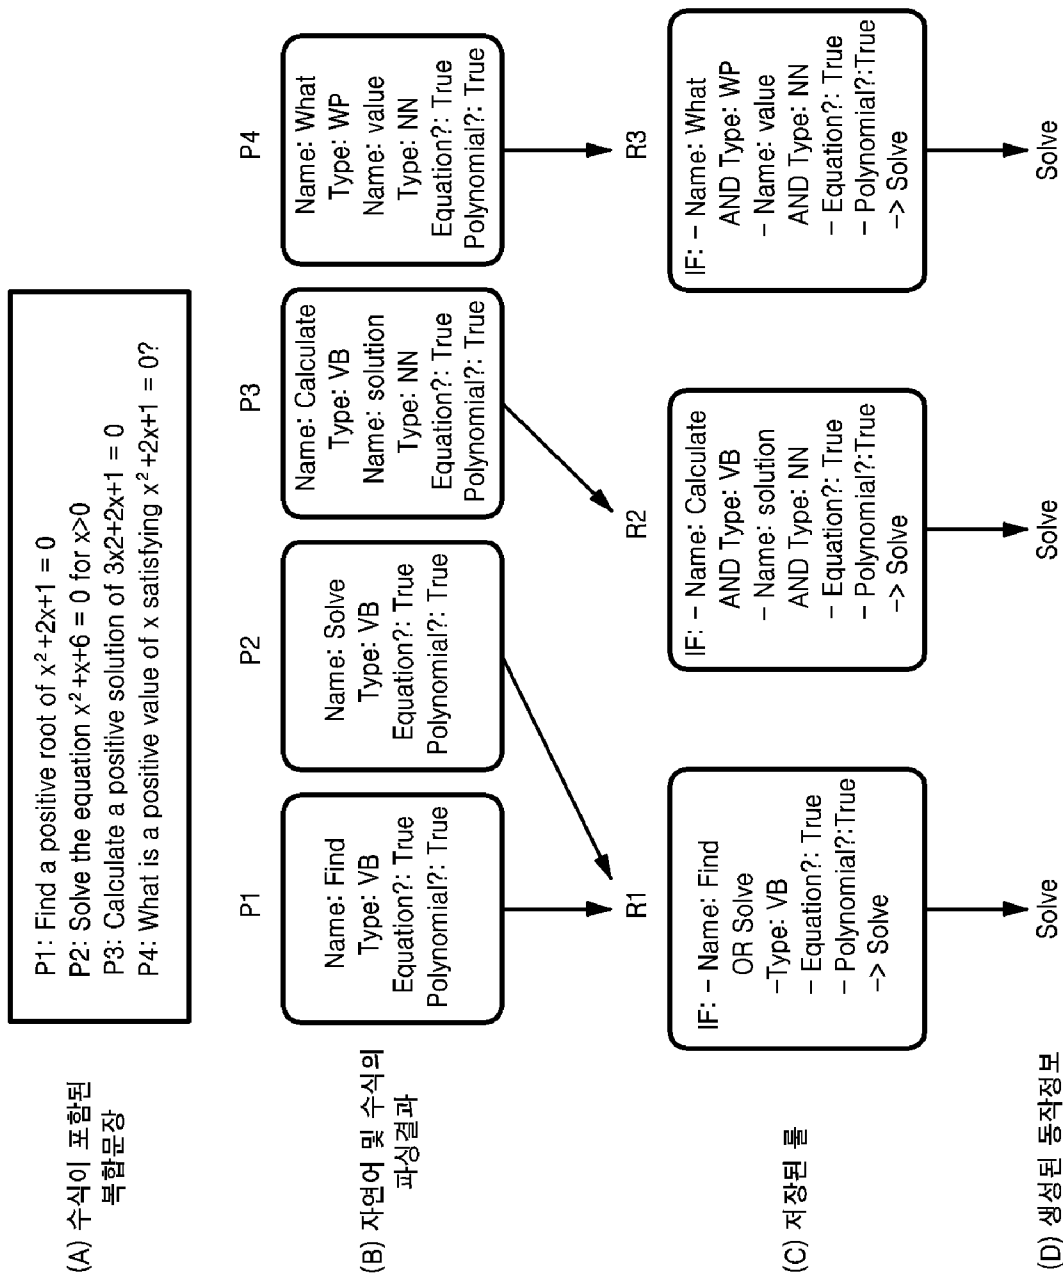 (A) 수식이 포함된
복합문장
P1: Find a positive root of x²+2x+1 = 0
P2: Solve the equation x²+x+6 = 0 for x>0
P3: Calculate a positive solution of 3x2+2x+1 = 0
P4: What is a positive value of x satisfying x²+2x+1 = 0?
(B) 자연어 및 수식의
파싱결과
P1
Name: Find
Type: VB
Equation?: True
Polynomial?: True
P2
Name: Solve
Type: VB
Equation?: True
Polynomial?: True
P3
Name: Calculate
Type: VB
Name: solution
Type: NN
Equation?: True
Polynomial?: True
P4
Name: What
Type: WP
Name: value
Type: NN
Equation?: True
Polynomial?: True
(C) 저장된 룰
R1
IF: – Name: Find
OR Solve
–Type: VB
– Equation?: True
– Polynomial?:True
–> Solve
R2
IF: – Name: Calculate
AND Type: VB
– Name: solution
AND Type: NN
– Equation?: True
– Polynomial?:True
–> Solve
R3
IF: – Name: What
AND Type: WP
– Name: value
AND Type: NN
– Equation?: True
– Polynomial?:True
–> Solve
(D) 생성된 동작정보
Solve
Solve
Solve